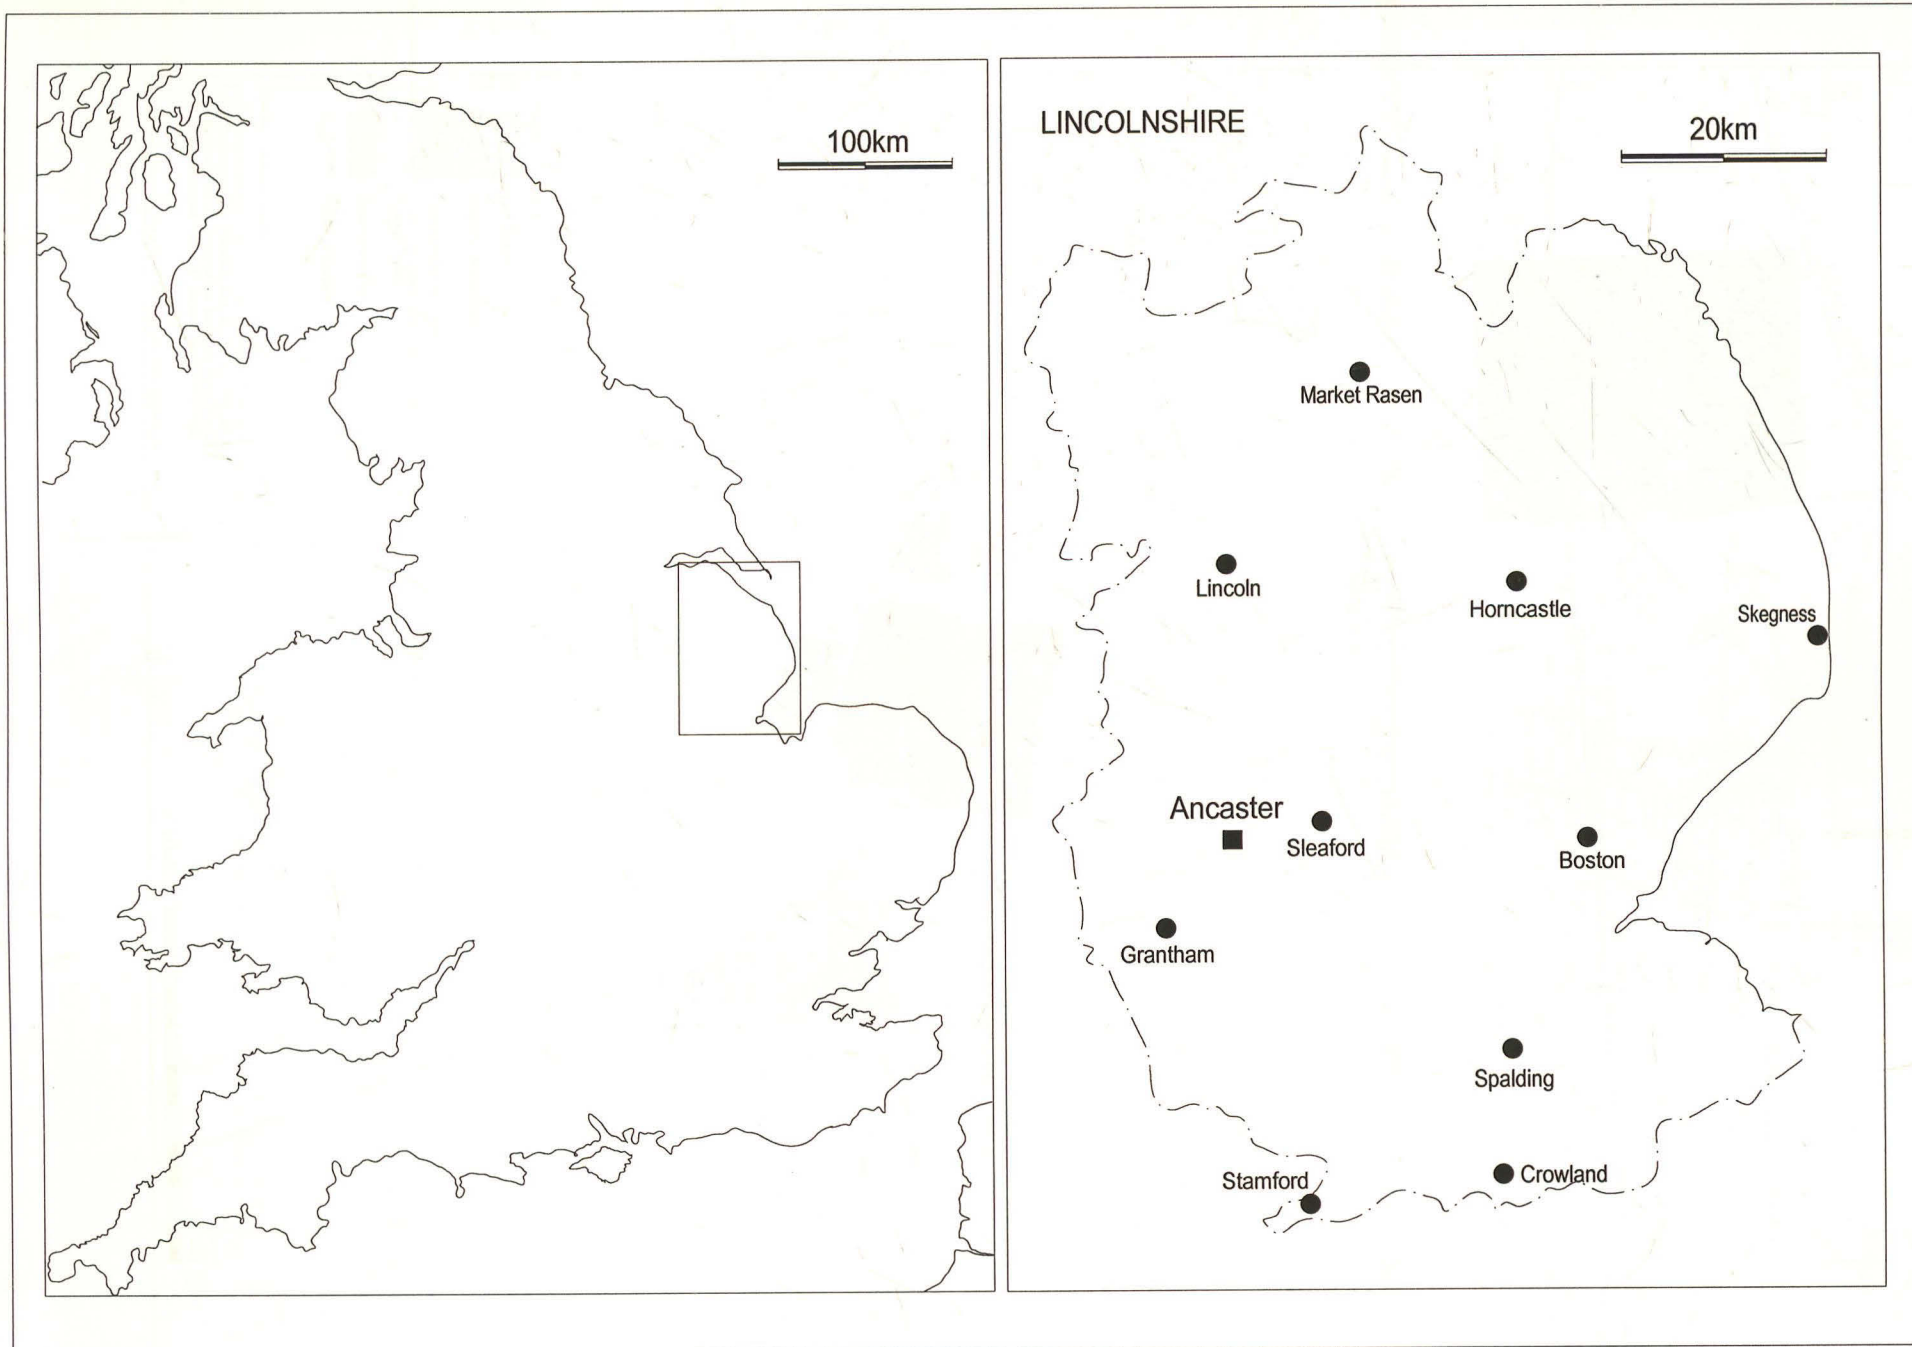 100km
LINCOLNSHIRE
20km
Market Rasen
Lincoln
Horncastle
Skegness
Ancaster
Sleaford
Boston
Grantham
Spalding
Stamford
Crowland